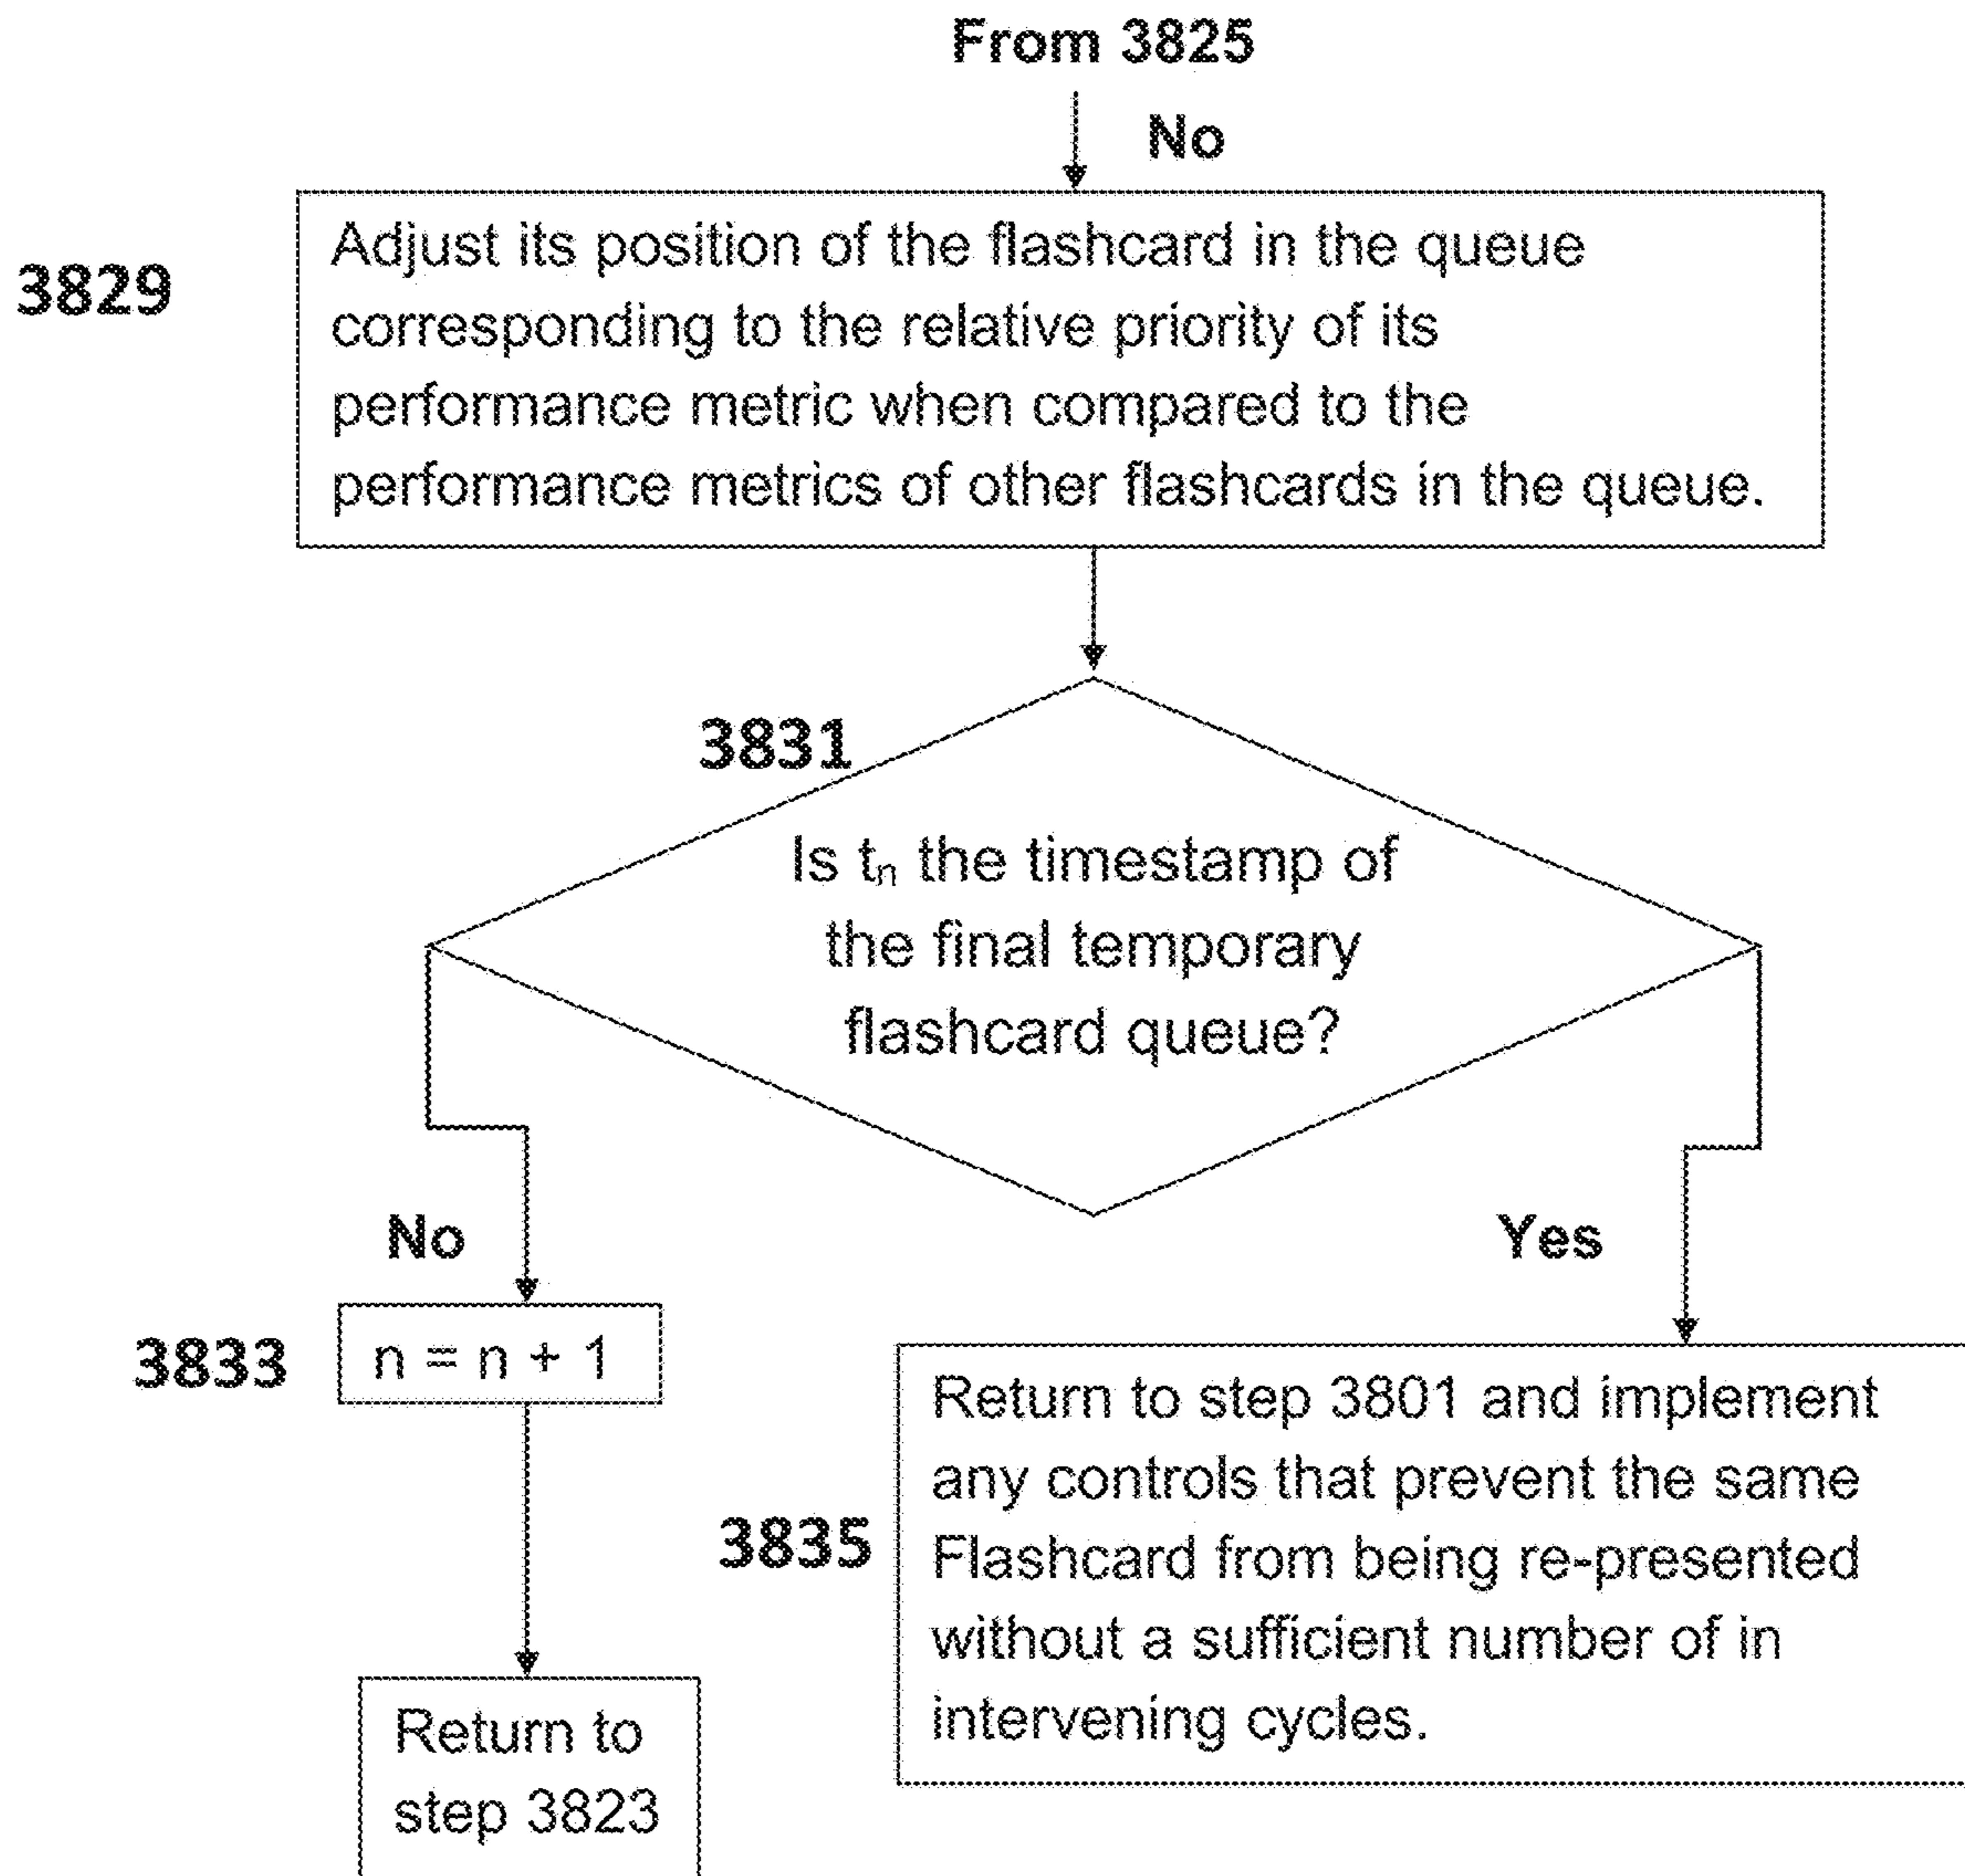 From 3825
No
3829
Adjust its position of the flashcard in the queue
corresponding to the relative priority of its
performance metric when compared to the
performance metrics of other flashcards in the queue.
3831
Is tₙ the timestamp of
the final temporary
flashcard queue?
No
Yes
3833
n = n + 1
3835
Return to step 3801 and implement
any controls that prevent the same
Flashcard from being re-presented
without a sufficient number of in
intervening cycles.
Return to
step 3823